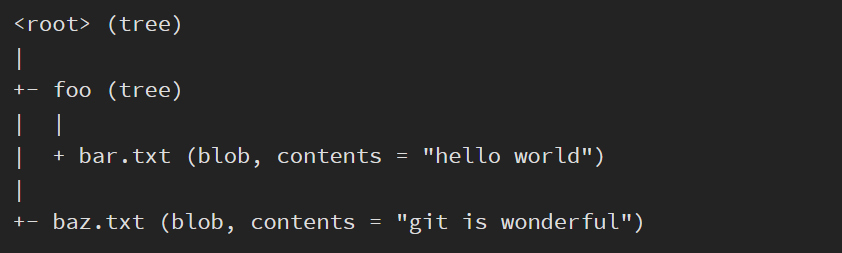 <root> (tree)
|
+- foo (tree)
|  |
|  + bar.txt (blob, contents = "hello world")
|
+- baz.txt (blob, contents = "git is wonderful")